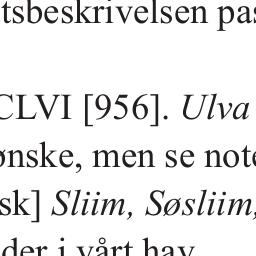 tsbeskrivelsen pas
CLVI [956]. Ulva
ønske, men se note
sk] Sliim, Søsliim,
der i vårt hav